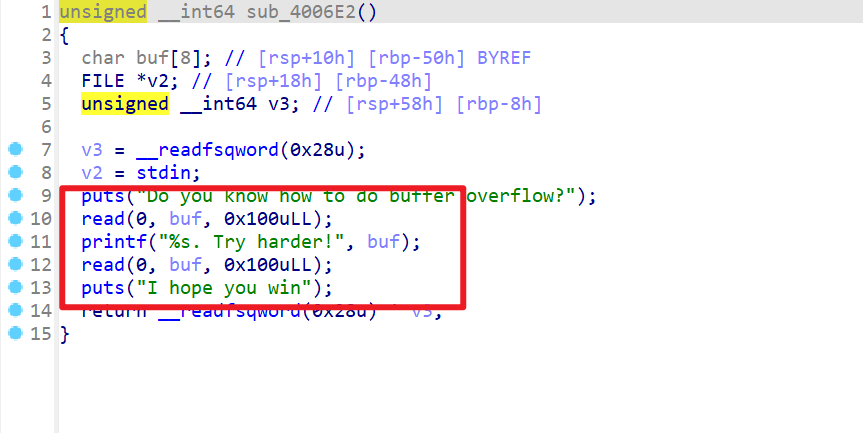 1 unsigned __int64 sub_4006E2()
2 {
3 char buf[8]; // [rsp+10h] [rbp-50h] BYREF
4 FILE *v2; // [rsp+18h] [rbp-48h]
5 unsigned __int64 v3; // [rsp+58h] [rbp-8h]
6
7 v3 = __readfsqword(0x28u);
8 v2 = stdin;
9 puts("Do you know how to do buffer overflow?");
10 read(0, buf, 0x100uLL);
11 printf("%s. Try harder!", buf);
12 read(0, buf, 0x100uLL);
13 puts("I hope you win");
14 return __readfsqword(0x28u) v3;
15 }